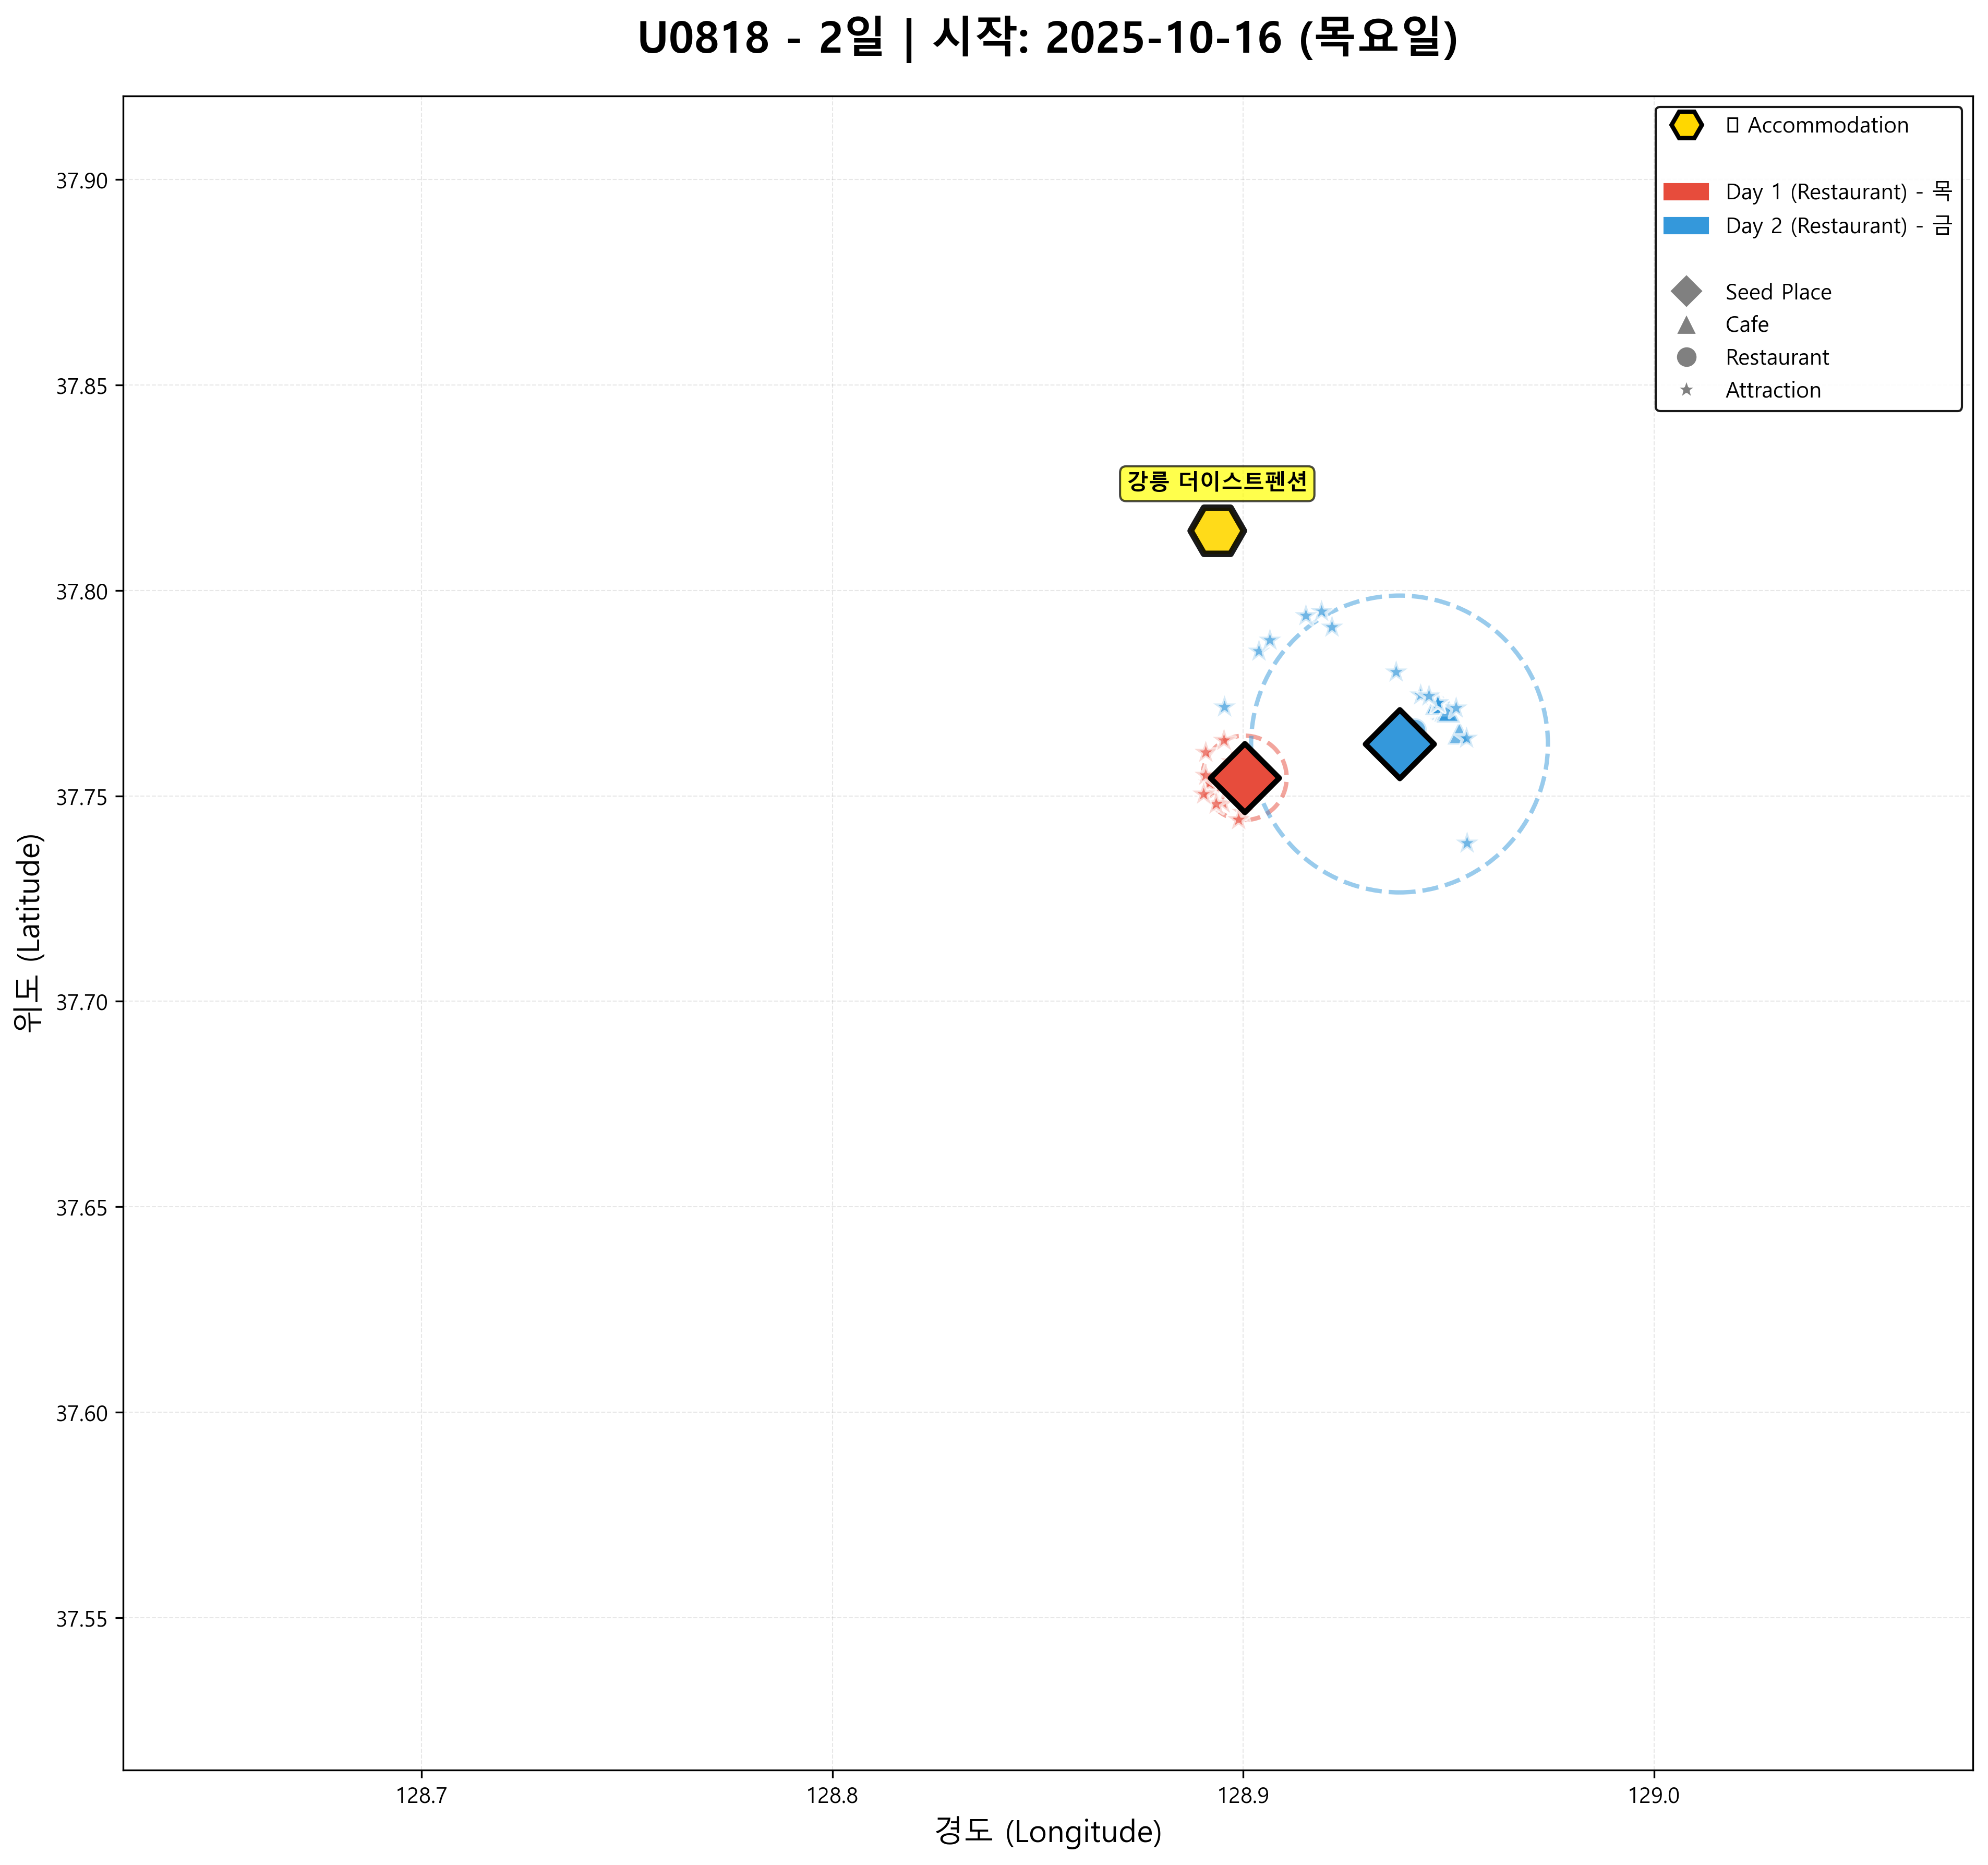 U0818 - 2일 | 시작: 2025-10-16 (목요일)
Accommodation
Day 1 (Restaurant) - 목
Day 2 (Restaurant) - 금
Seed Place
Cafe
Restaurant
Attraction
강릉 더이스트펜션
37.90
37.85
37.80
37.75
37.70
37.65
37.60
37.55
위도 (Latitude)
128.7
128.8
128.9
129.0
경도 (Longitude)